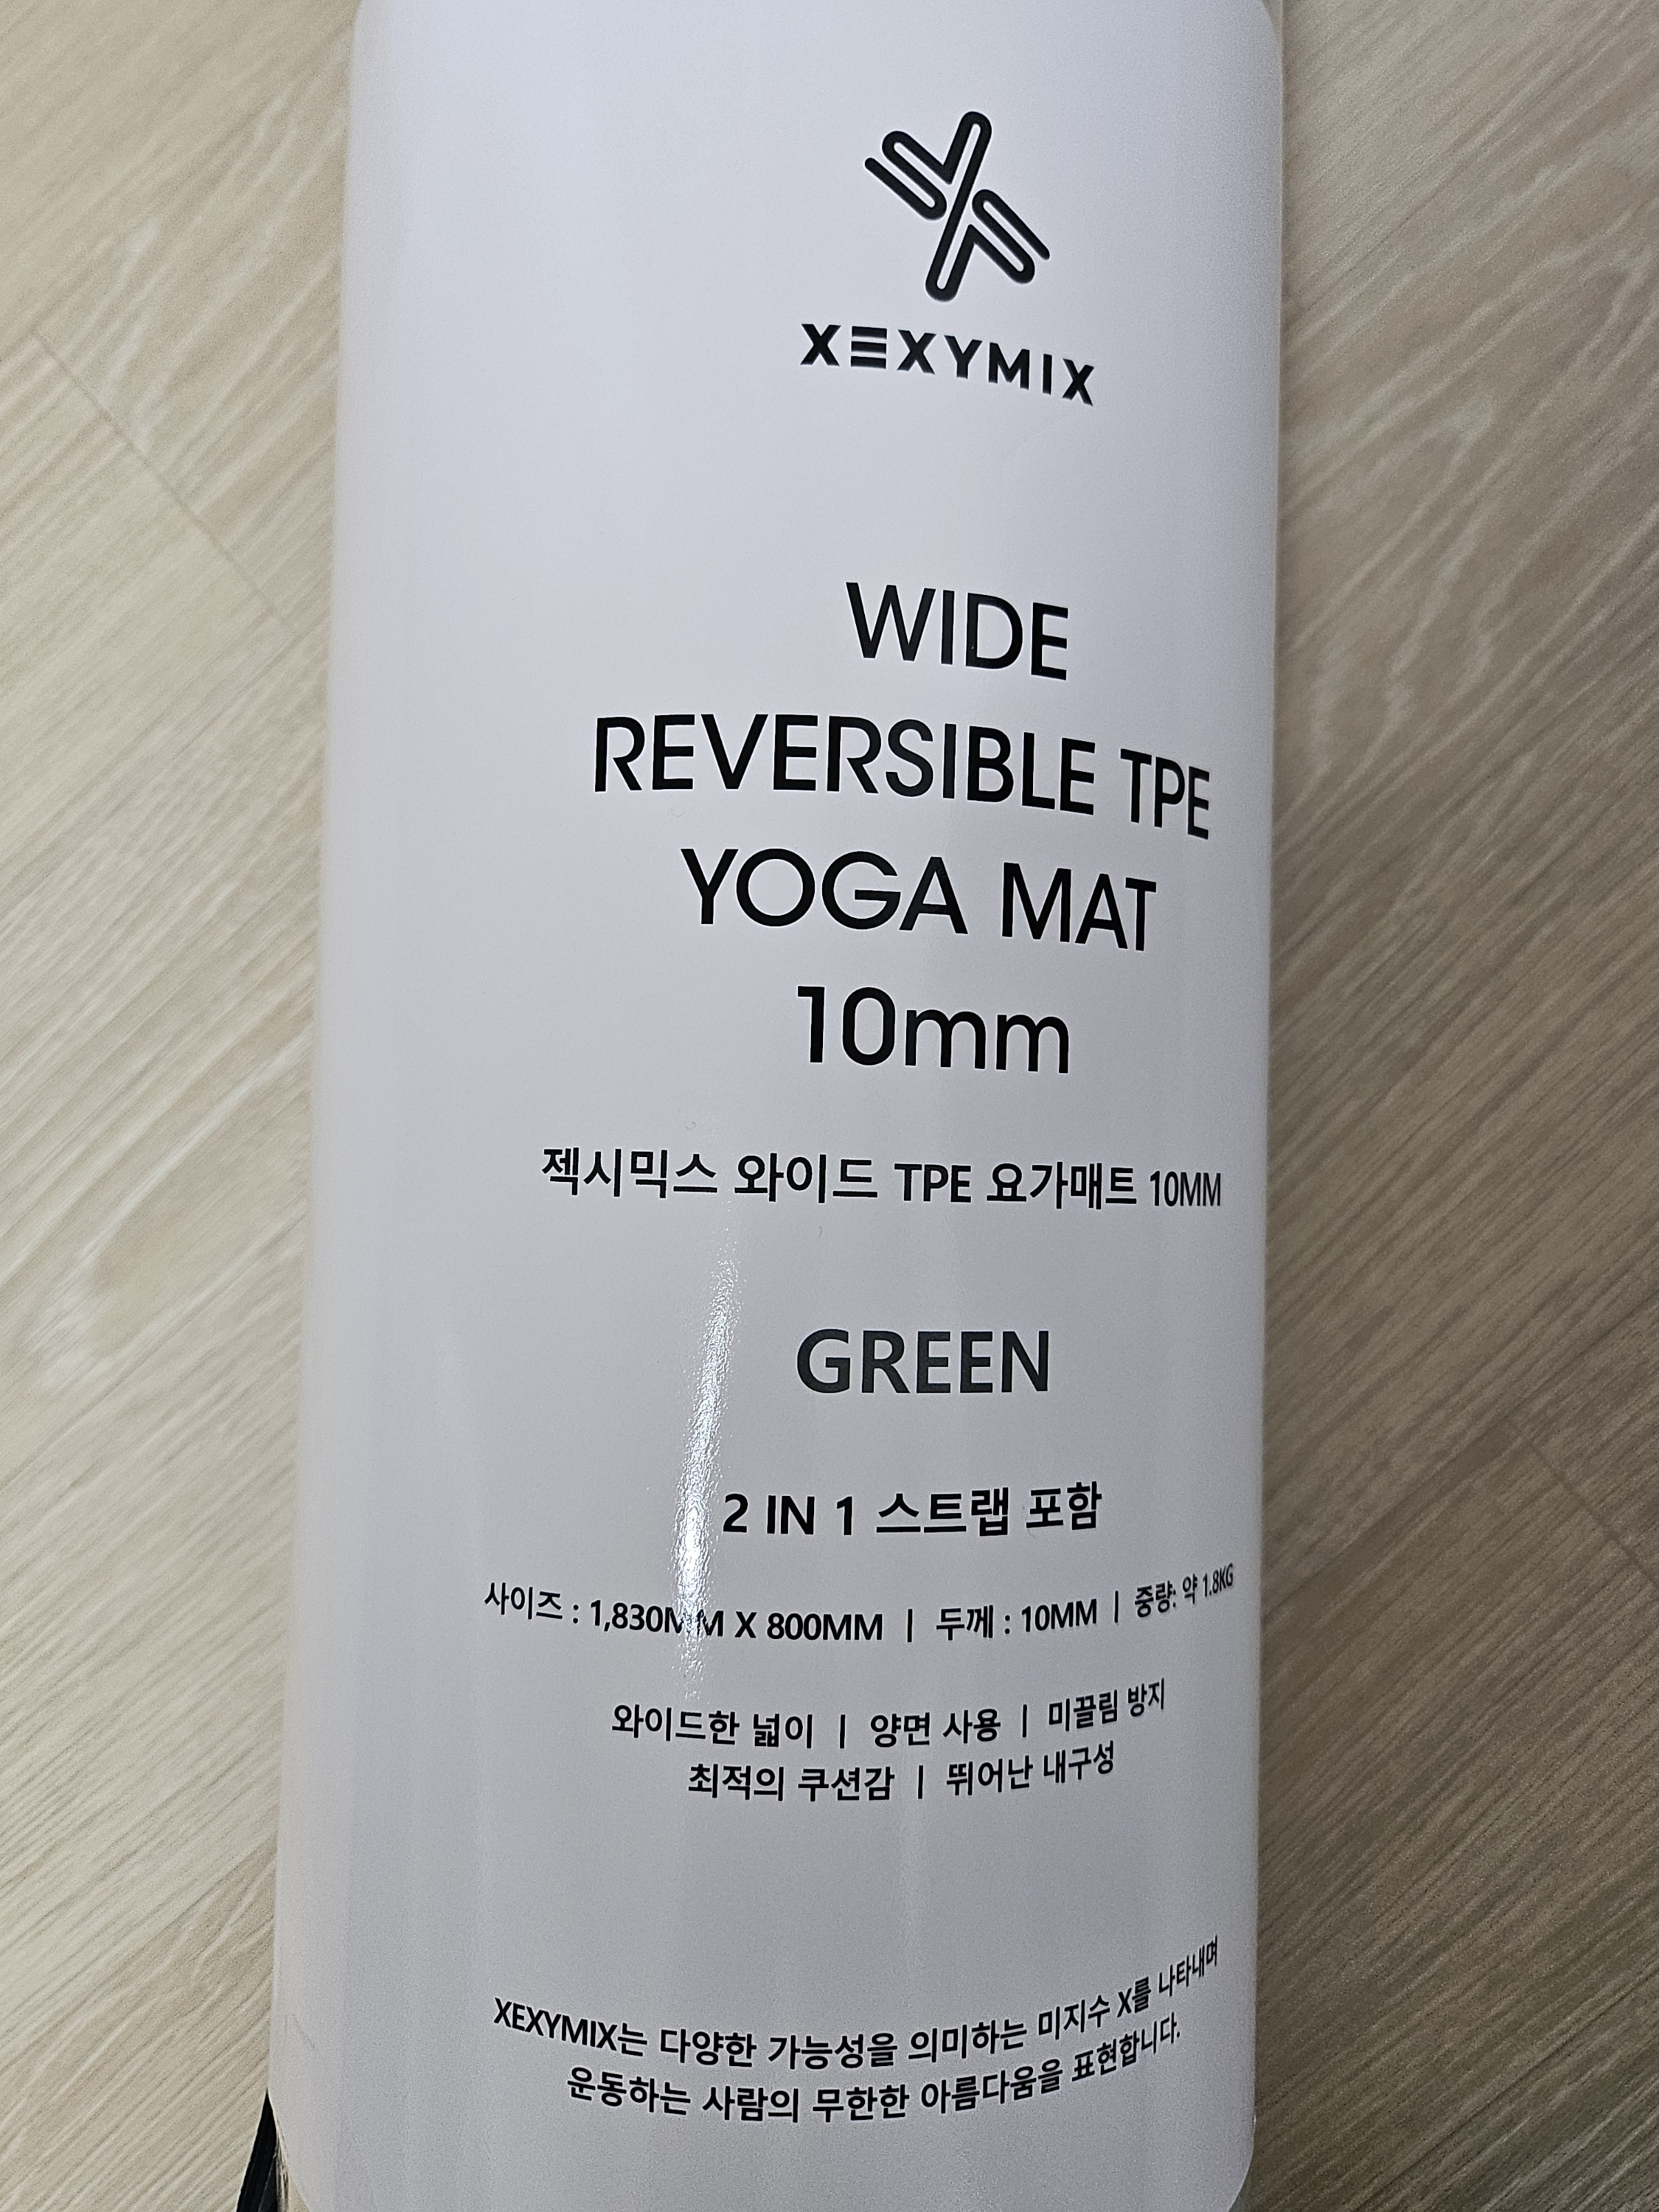 XEXYMIX
WIDE
REVERSIBLE TPE
YOGA MAT
10mm
젝시믹스 와이드 TPE 요가매트 10MM
GREEN
2 IN 1 스트랩 포함
사이즈 : 1,830MM X 800MM | 두께 : 10MM | 중량: 약 1.8KG
와이드한 넓이 | 양면 사용 | 미끌림 방지
최적의 쿠션감 | 뛰어난 내구성
XEXYMIX는 다양한 가능성을 의미하는 미지수 X를 나타내며
운동하는 사람의 무한한 아름다움을 표현합니다.